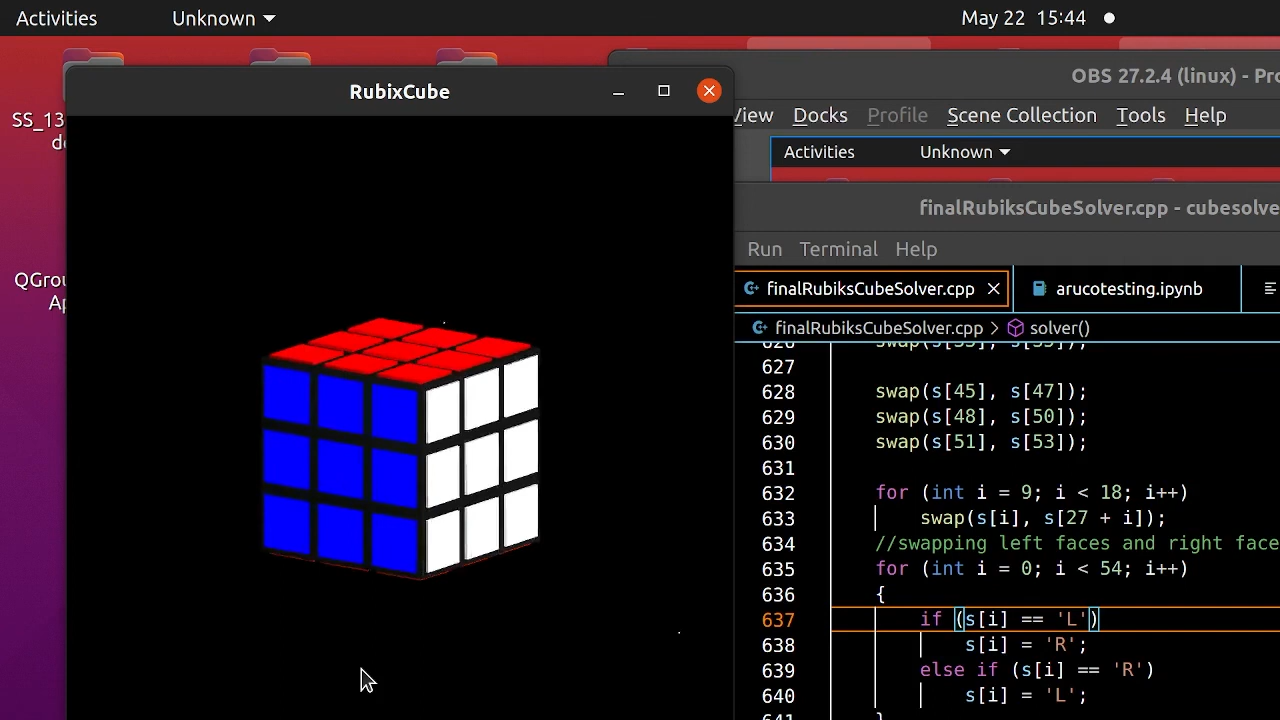 Activities Unknown May 22 15:44
RubixCube
OBS 27.2.4 (linux) - Pro
View Docks Profile Scene Collection Tools Help
Activities Unknown
SS_13
de
finalRubiksCubeSolver.cpp - cubesolve
Run Terminal Help
QGrou
Ap
finalRubiksCubeSolver.cpp arucotesting.ipynb
finalRubiksCubeSolver.cpp > solver()
627
628 swap(s[45], s[47]);
629 swap(s[48], s[50]);
630 swap(s[51], s[53]);
631
632 for (int i = 9; i < 18; i++)
633 swap(s[i], s[27 + i]);
634 //swapping left faces and right face
635 for (int i = 0; i < 54; i++)
636 {
637 if (s[i] == 'L')
638 s[i] = 'R';
639 else if (s[i] == 'R')
640 s[i] = 'L';
641 }